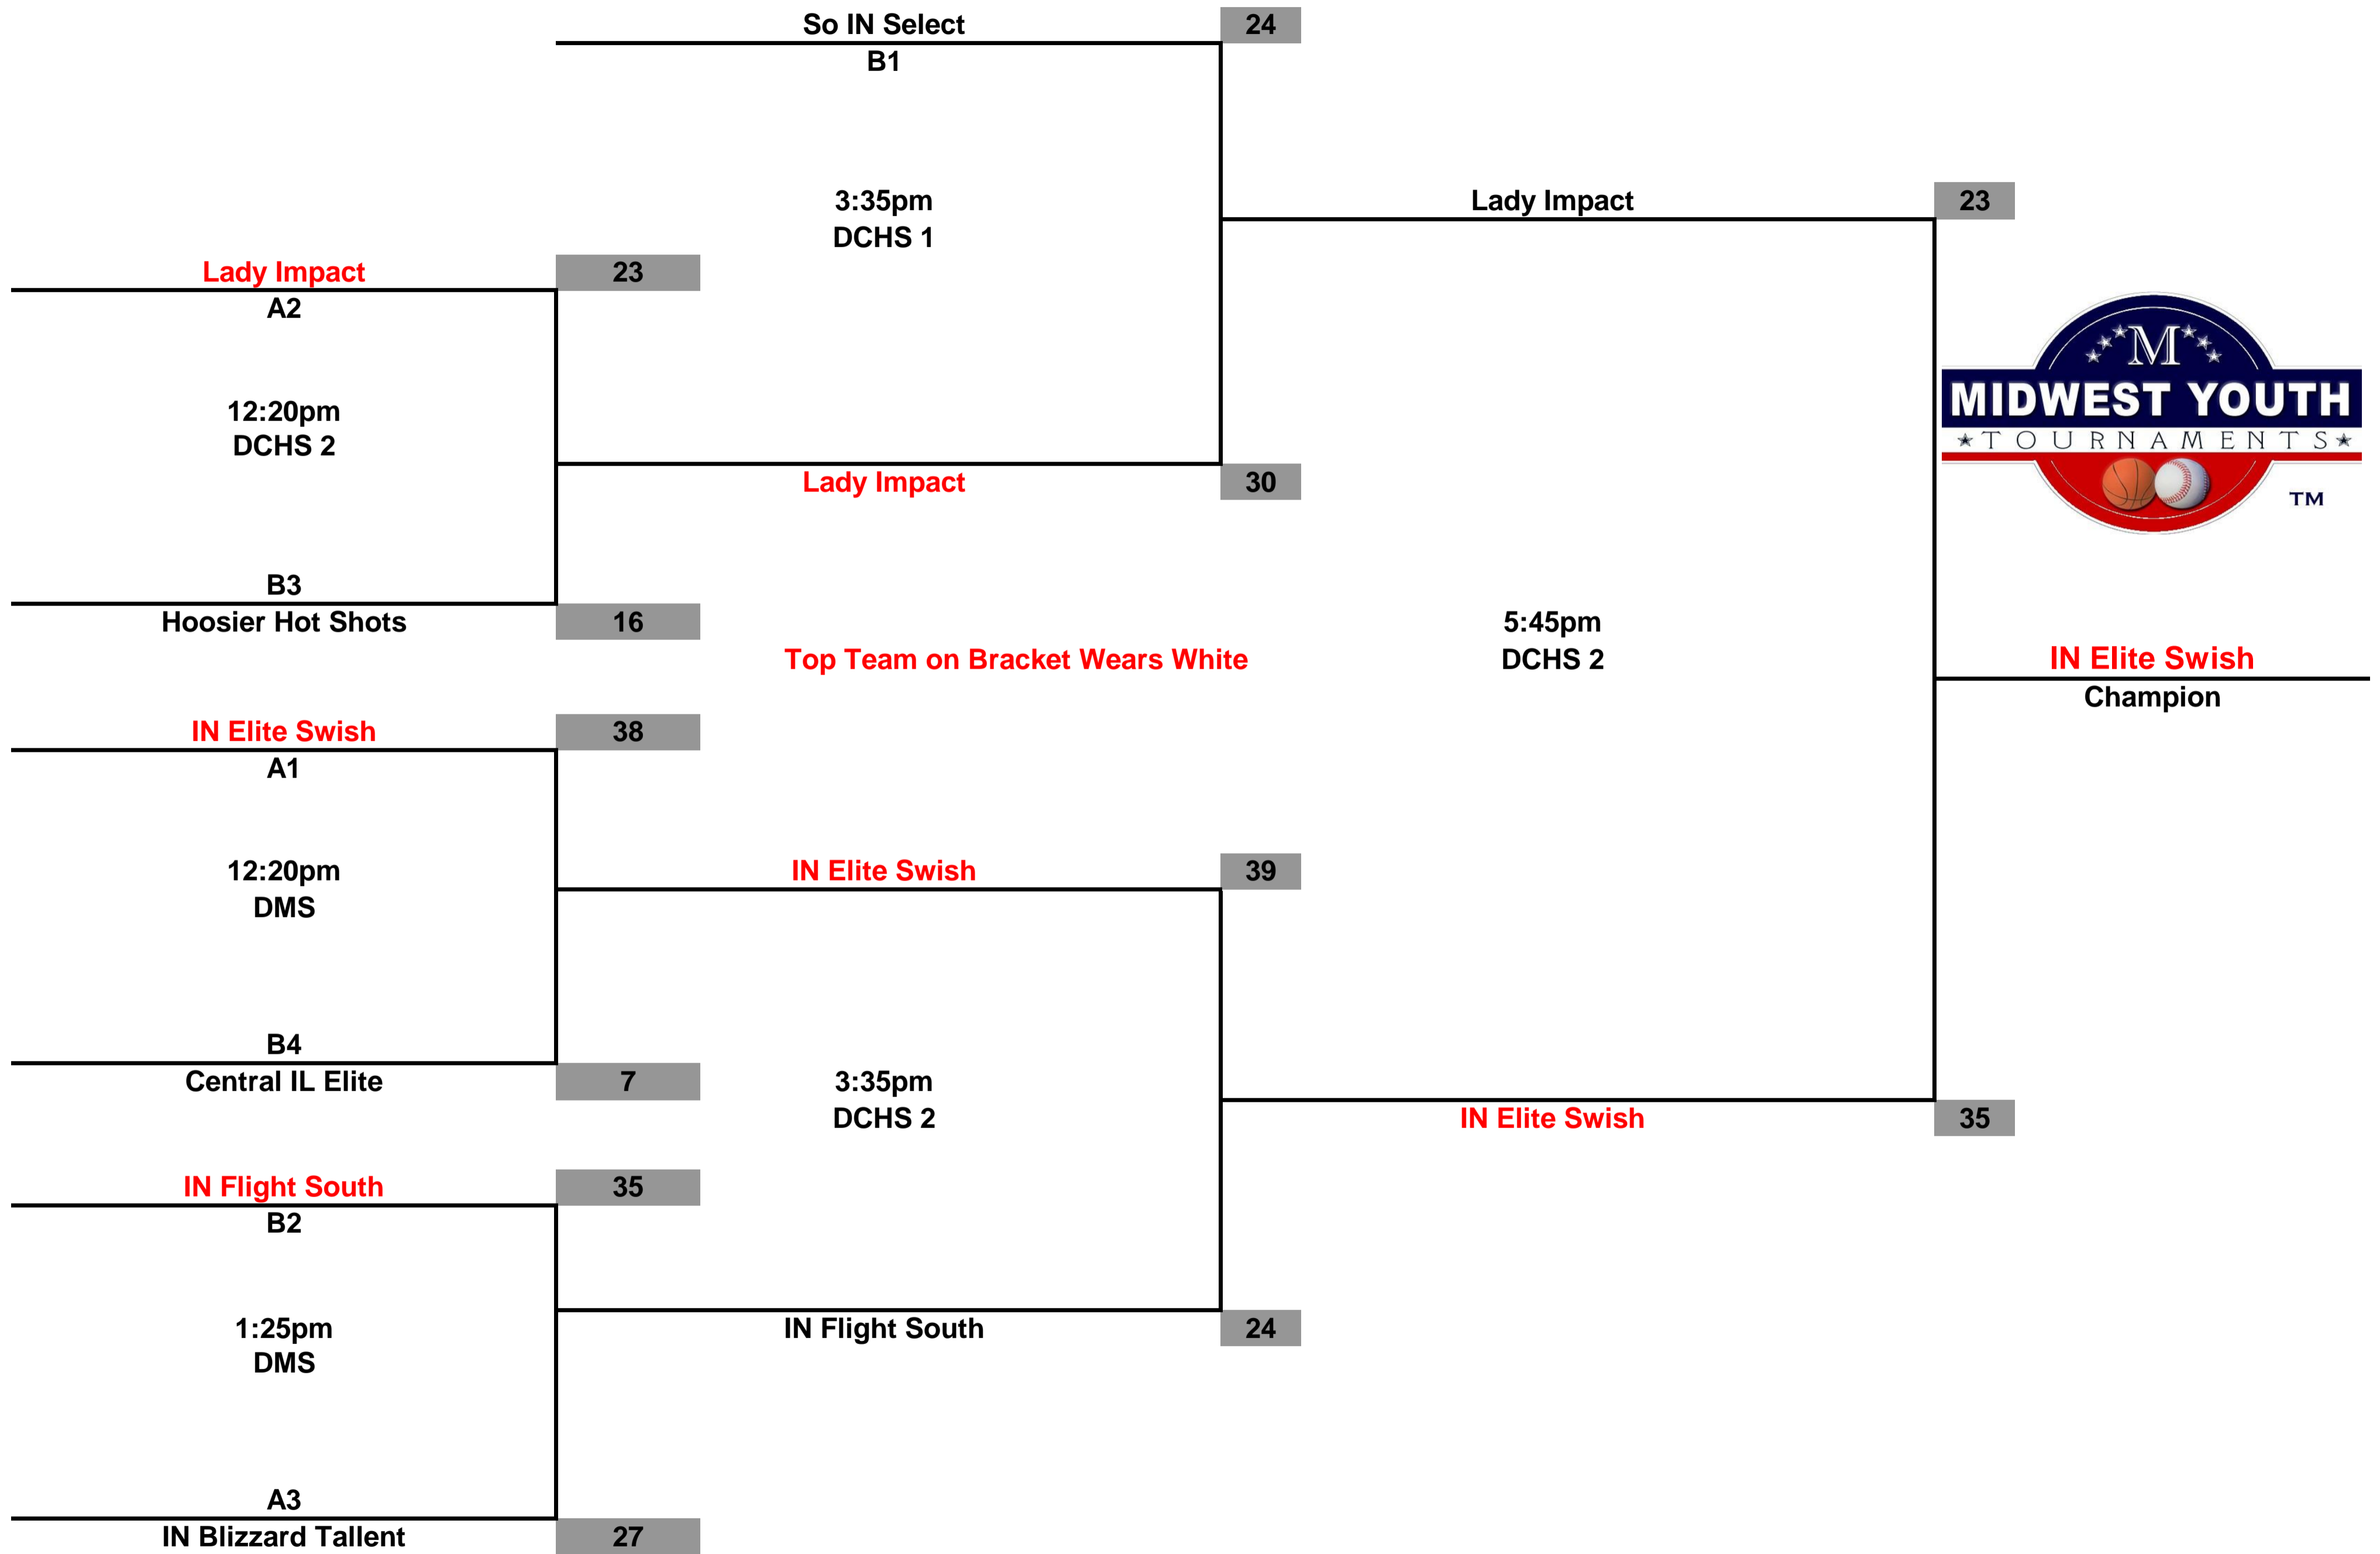 So IN Select
24
B1
3:35pm
DCHS 1
Lady Impact
23
Lady Impact
23
A2
12:20pm
DCHS 2
Lady Impact
30
B3
Hoosier Hot Shots
16
Top Team on Bracket Wears White
5:45pm
DCHS 2
M
MIDWEST YOUTH
TOURNAMENTS
TM
IN Elite Swish
Champion
IN Elite Swish
38
A1
12:20pm
DMS
IN Elite Swish
39
B4
Central IL Elite
7
3:35pm
DCHS 2
IN Elite Swish
35
IN Flight South
35
B2
1:25pm
DMS
IN Flight South
24
A3
IN Blizzard Tallent
27